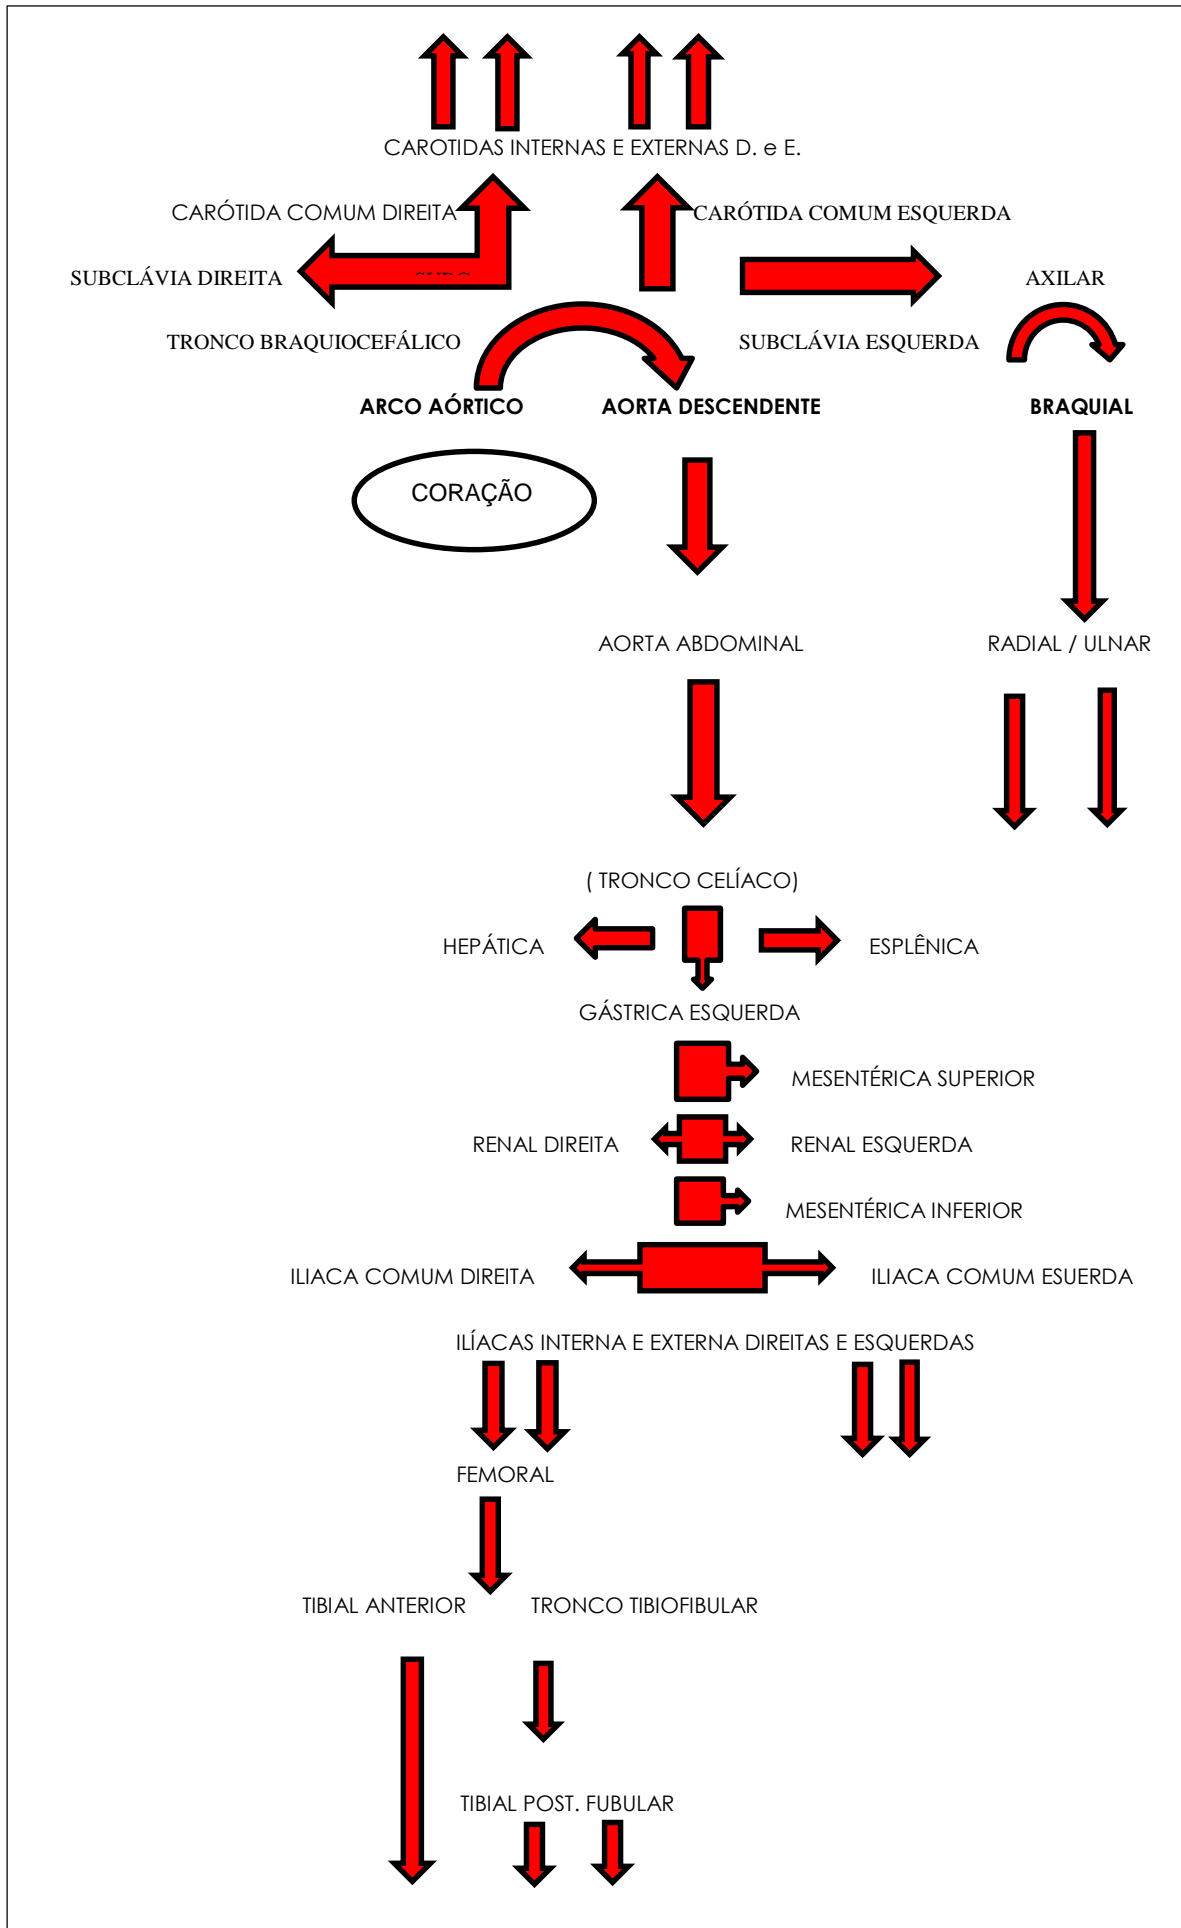 CAROTIDAS INTERNAS E EXTERNAS D. e E.
CARÓTIDA COMUM DIREITA
CARÓTIDA COMUM ESQUERDA
SUBCLÁVIA DIREITA
AXILAR
TRONCO BRAQUIOCEFÁLICO
SUBCLÁVIA ESQUERDA
ARCO AÓRTICO
AORTA DESCENDENTE
BRAQUIAL
CORAÇÃO
AORTA ABDOMINAL
RADIAL / ULNAR
( TRONCO CELÍACO)
HEPÁTICA
ESPLÊNICA
GÁSTRICA ESQUERDA
MESENTÉRICA SUPERIOR
RENAL DIREITA
RENAL ESQUERDA
MESENTÉRICA INFERIOR
ILIACA COMUM DIREITA
ILIACA COMUM ESUERDA
ILÍACAS INTERNA E EXTERNA DIREITAS E ESQUERDAS
FEMORAL
TIBIAL ANTERIOR
TRONCO TIBIOFIBULAR
TIBIAL POST. FUBULAR